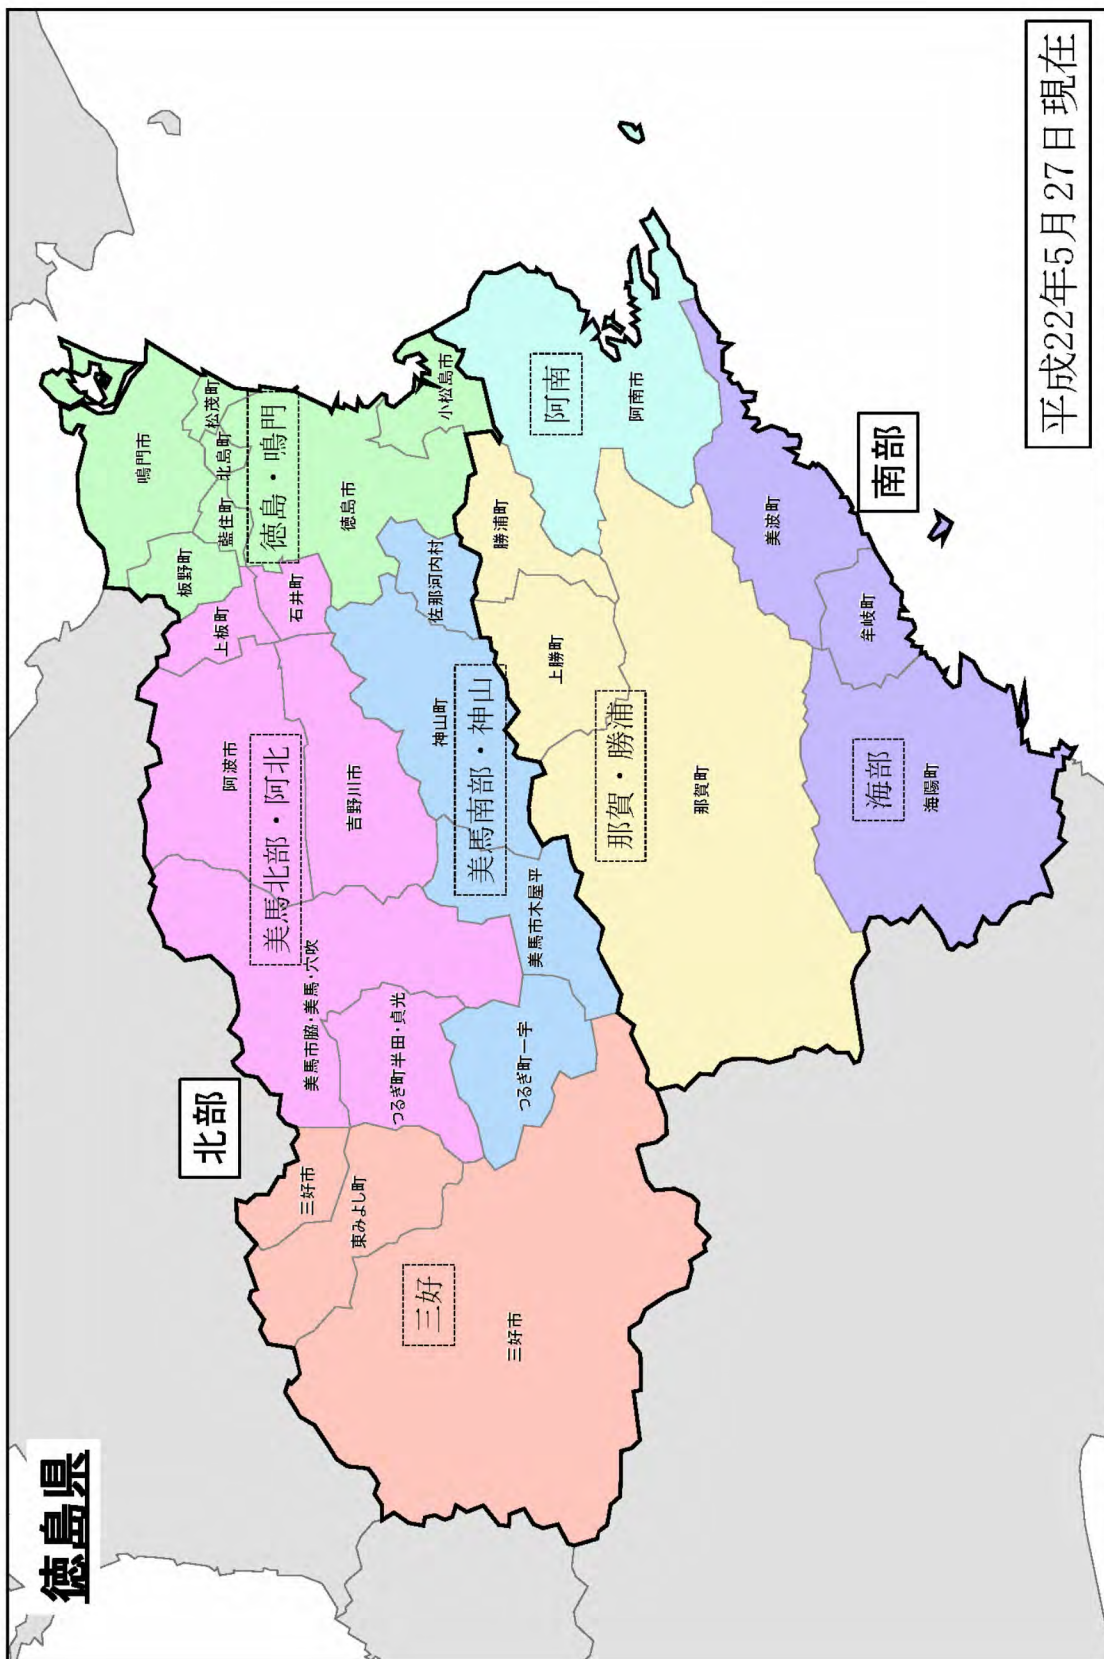 徳島県
北部
三好市
東みよし町
三好
三好市
美馬市脇・美馬・穴吹
つるぎ町半田・貞光
つるぎ町一宇
美馬市木屋平
美馬北部・阿北
阿波市
吉野川市
上板町
石井町
美馬南部・神山
神山町
佐那河内村
鳴門市
板野町
藍住町
北島町
松茂町
徳島・鳴門
徳島市
小松島市
那賀・勝浦
勝浦町
上勝町
那賀町
阿南
阿南市
南部
美波町
牟岐町
海部
海陽町
平成22年5月27日 現在